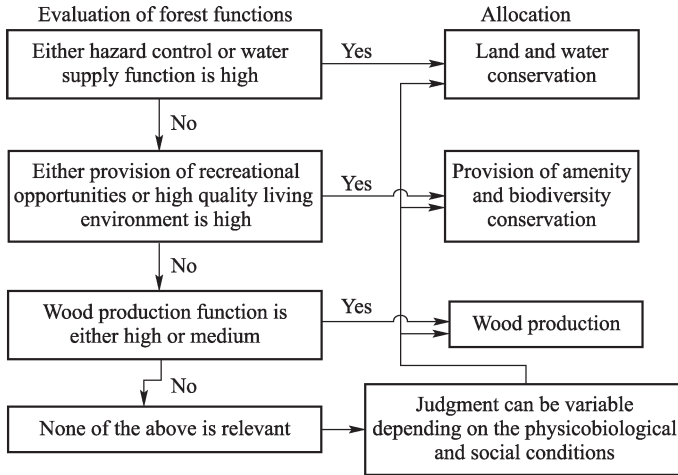 Evaluation of forest functions
Allocation
Either hazard control or water
supply function is high
Yes
Land and water
conservation
No
Either provision of recreational
opportunities or high quality living
environment is high
Yes
Provision of amenity
and biodiversity
conservation
No
Wood production function is
either high or medium
Yes
Wood production
No
None of the above is relevant
Judgment can be variable
depending on the physicobiological
and social conditions